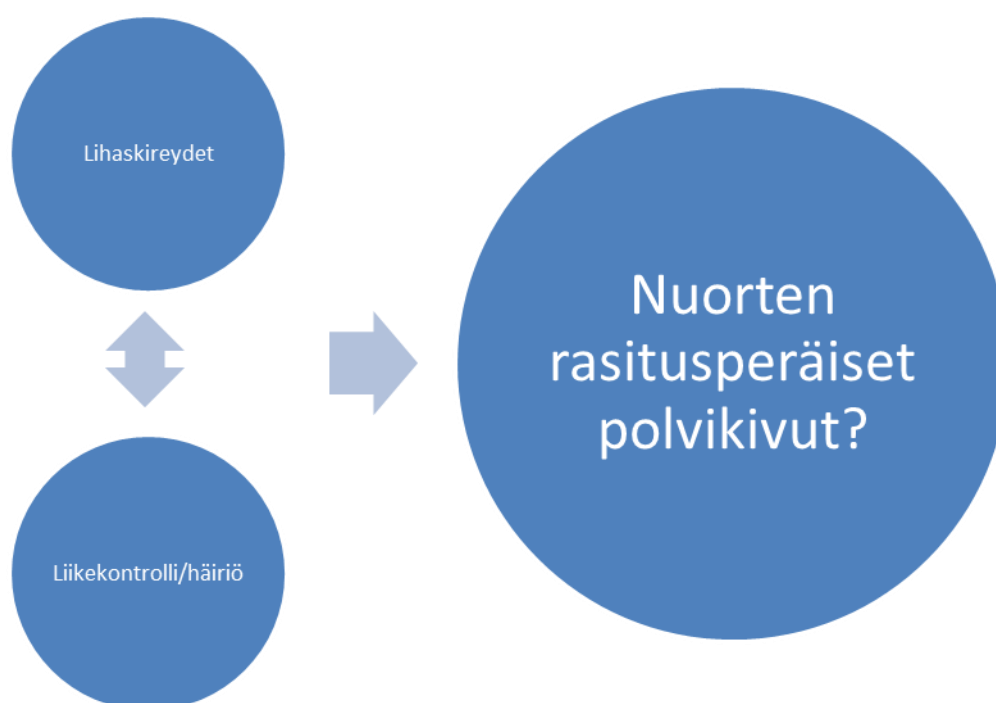 Lihaskireydet
Liikekontrolli/häiriö
Nuorten
rasitusperäiset
polvikivut?